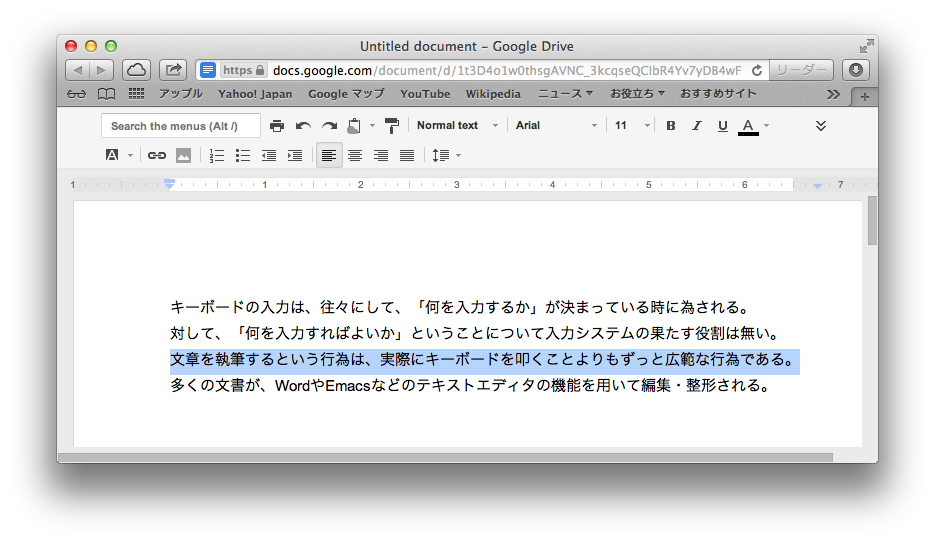 Untitled document – Google Drive
https docs.google.com/document/d/1t3D4o1w0thsgAVNC_3kcqseQClbR4Yv7yDB4wF リーダー
アップル Yahoo! Japan Google マップ YouTube Wikipedia ニュース▼ お役立ち▼ おすすめサイト
Search the menus (Alt /) Normal text Arial 11 B I U A
A
1 1 2 3 4 5 6 7
キーボードの入力は、往々にして、「何を入力するか」が決まっている時に為される。
対して、「何を入力すればよいか」ということについて入力システムの果たす役割は無い。
文章を執筆するという行為は、実際にキーボードを叩くことよりもずっと広範な行為である。
多くの文書が、WordやEmacsなどのテキストエディタの機能を用いて編集・整形される。